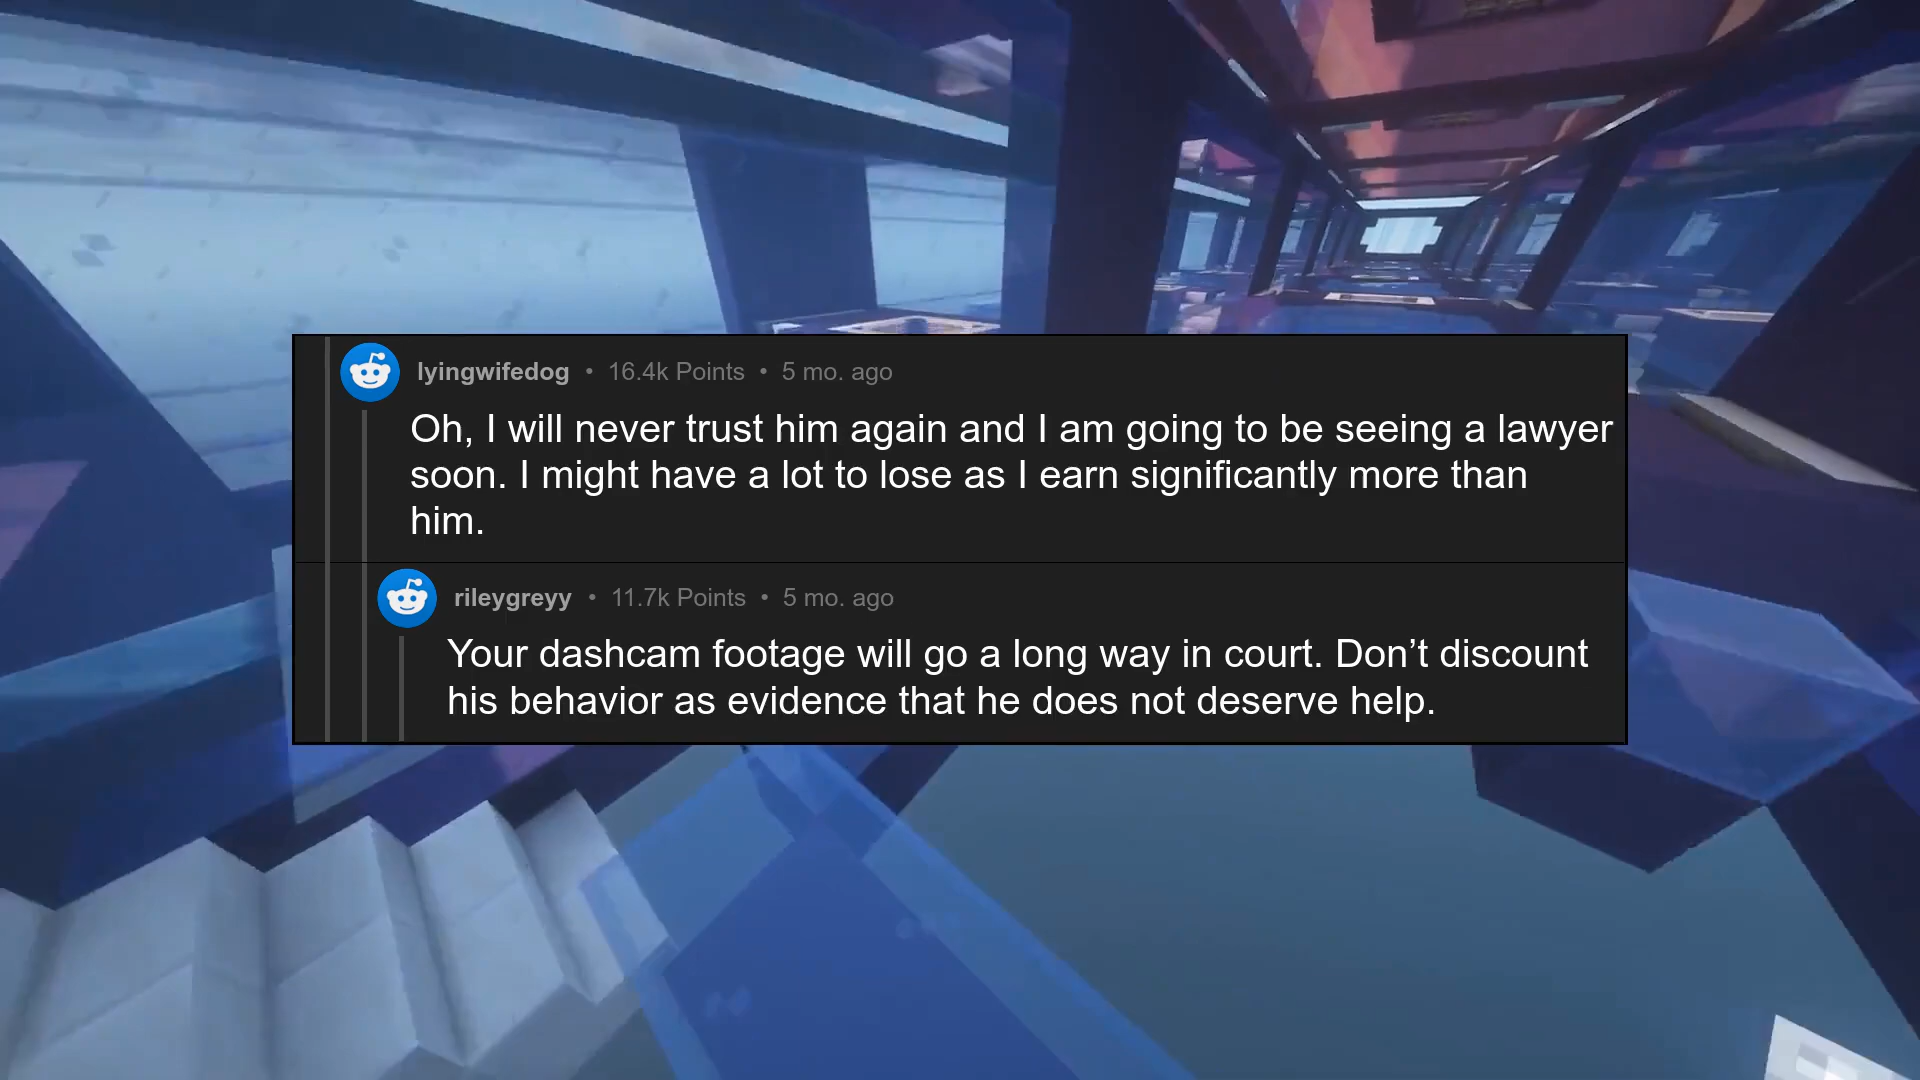 lyingwifedog • 16.4k Points • 5 mo. ago
Oh, I will never trust him again and I am going to be seeing a lawyer
soon. I might have a lot to lose as I earn significantly more than
him.
rileygreyy • 11.7k Points • 5 mo. ago
Your dashcam footage will go a long way in court. Don’t discount
his behavior as evidence that he does not deserve help.